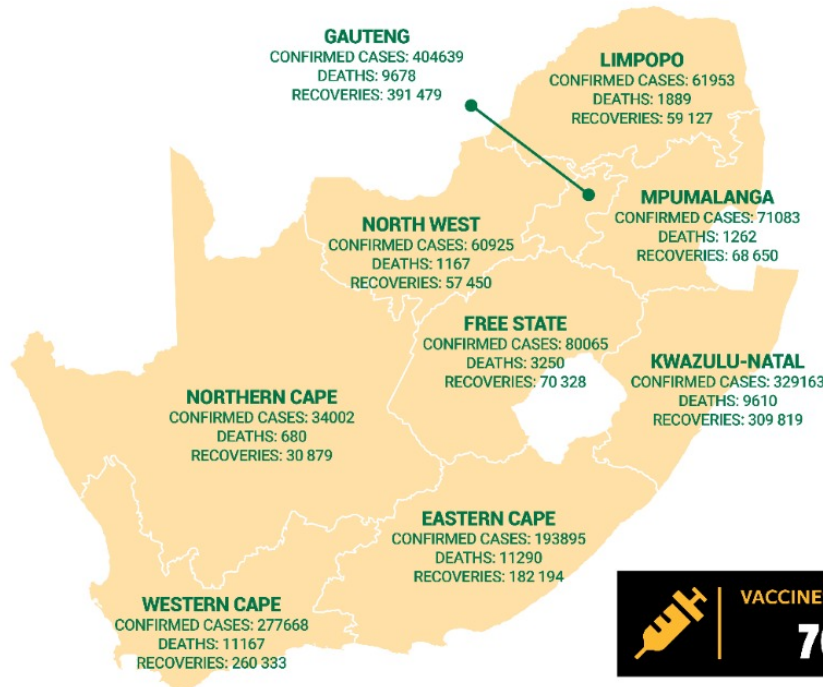 GAUTENG
CONFIRMED CASES: 404639
DEATHS: 9678
RECOVERIES: 391 479
LIMPOPO
CONFIRMED CASES: 61953
DEATHS: 1889
RECOVERIES: 59 127
MPUMALANGA
CONFIRMED CASES: 71083
DEATHS: 1262
RECOVERIES: 68 650
NORTH WEST
CONFIRMED CASES: 60925
DEATHS: 1167
RECOVERIES: 57 450
FREE STATE
CONFIRMED CASES: 80065
DEATHS: 3250
RECOVERIES: 70 328
KWAZULU-NATAL
CONFIRMED CASES: 329163
DEATHS: 9610
RECOVERIES: 309 819
NORTHERN CAPE
CONFIRMED CASES: 34002
DEATHS: 680
RECOVERIES: 30 879
EASTERN CAPE
CONFIRMED CASES: 193895
DEATHS: 11290
RECOVERIES: 182 194
WESTERN CAPE
CONFIRMED CASES: 277668
DEATHS: 11167
RECOVERIES: 260 333
VACCINE